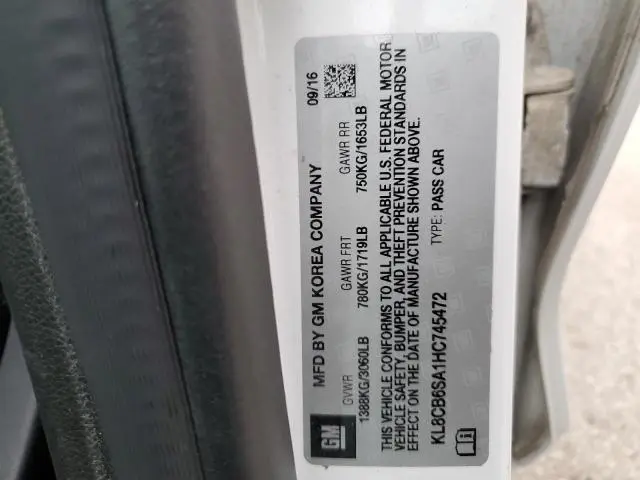 GM
MFD BY GM KOREA COMPANY 09/16
GVWR GAWR FRT GAWR RR
1388KG/3060LB 780KG/1719LB 750KG/1653LB
THIS VEHICLE CONFORMS TO ALL APPLICABLE U.S. FEDERAL MOTOR
VEHICLE SAFETY, BUMPER, AND THEFT PREVENTION STANDARDS IN
EFFECT ON THE DATE OF MANUFACTURE SHOWN ABOVE.
KL8CB6SA1HC745472 TYPE: PASS CAR